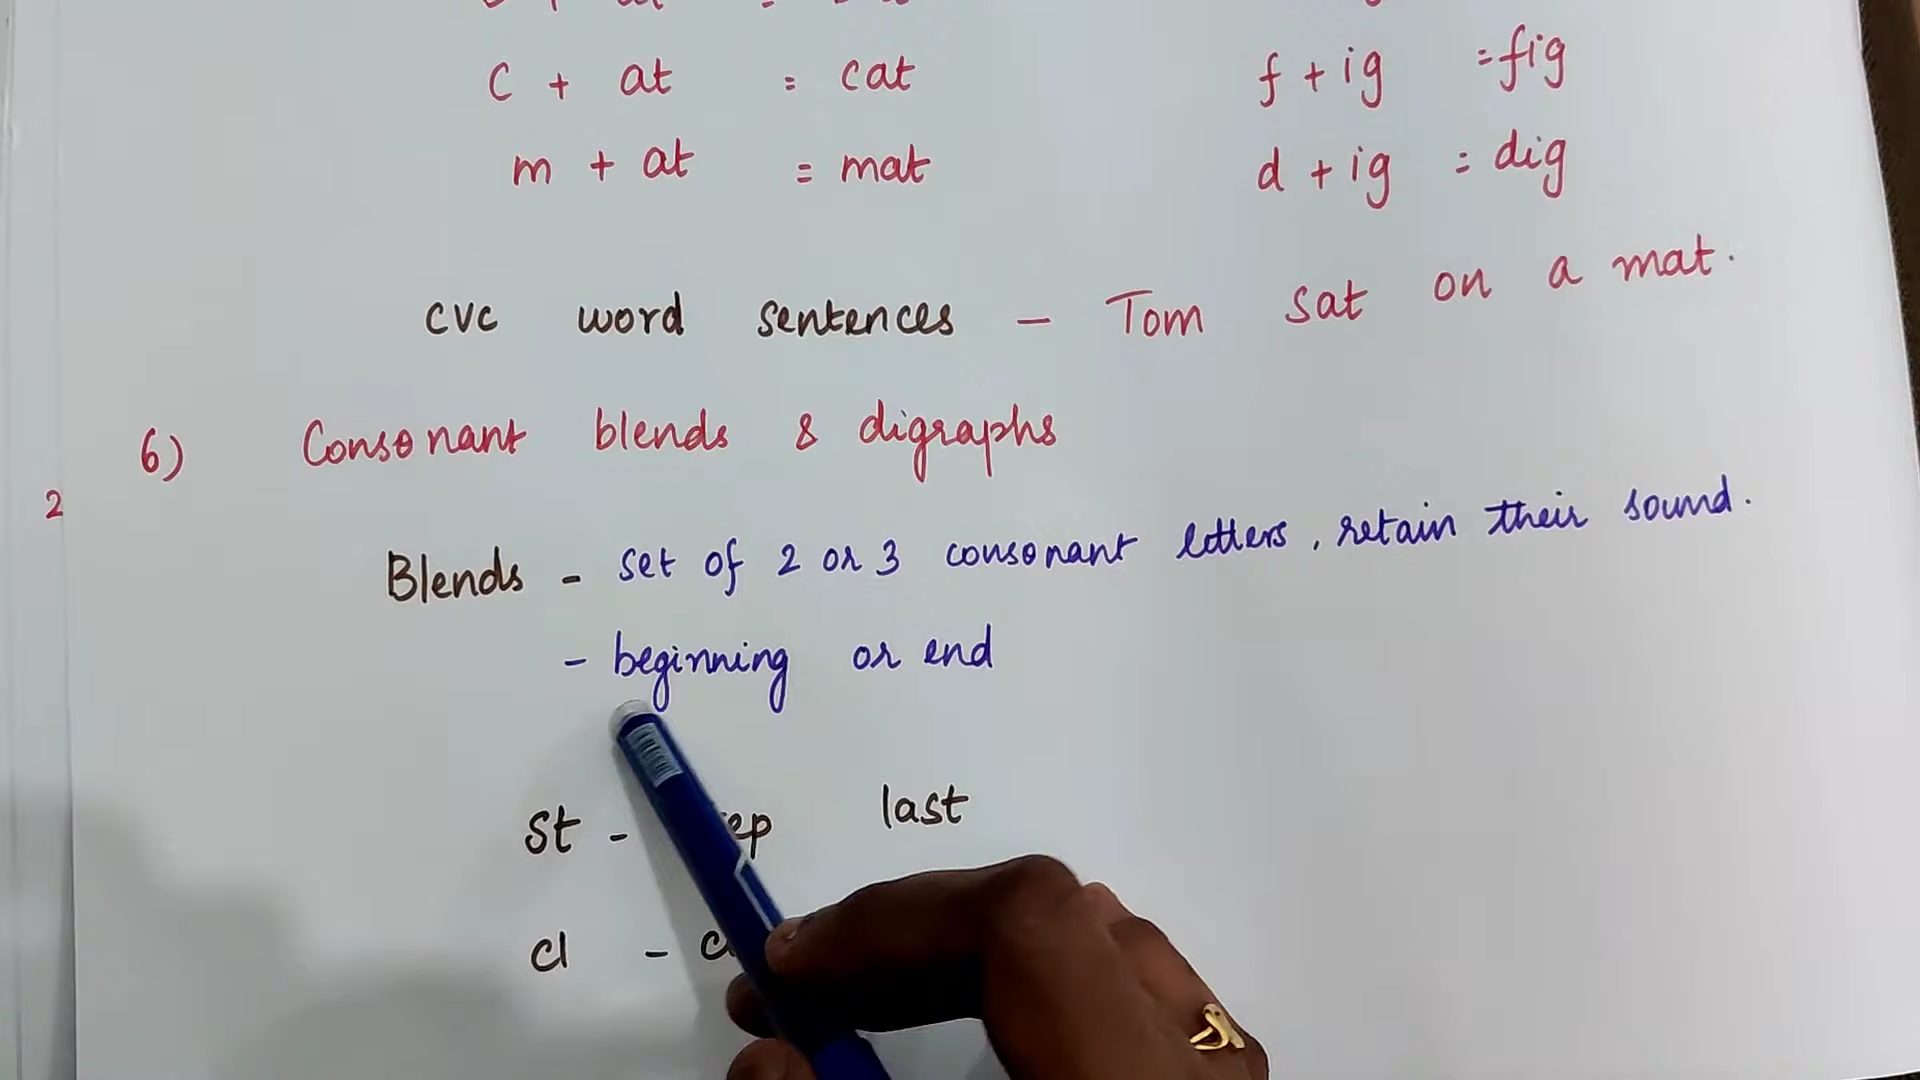 c + at = cat f + ig = fig
m + at = mat d + ig = dig
cvc word sentences – Tom sat on a mat.
6) Consonant blends & digraphs
2
Blends - set of 2 or 3 consonant letters, retain their sound.
- beginning or end
st - last
cl -